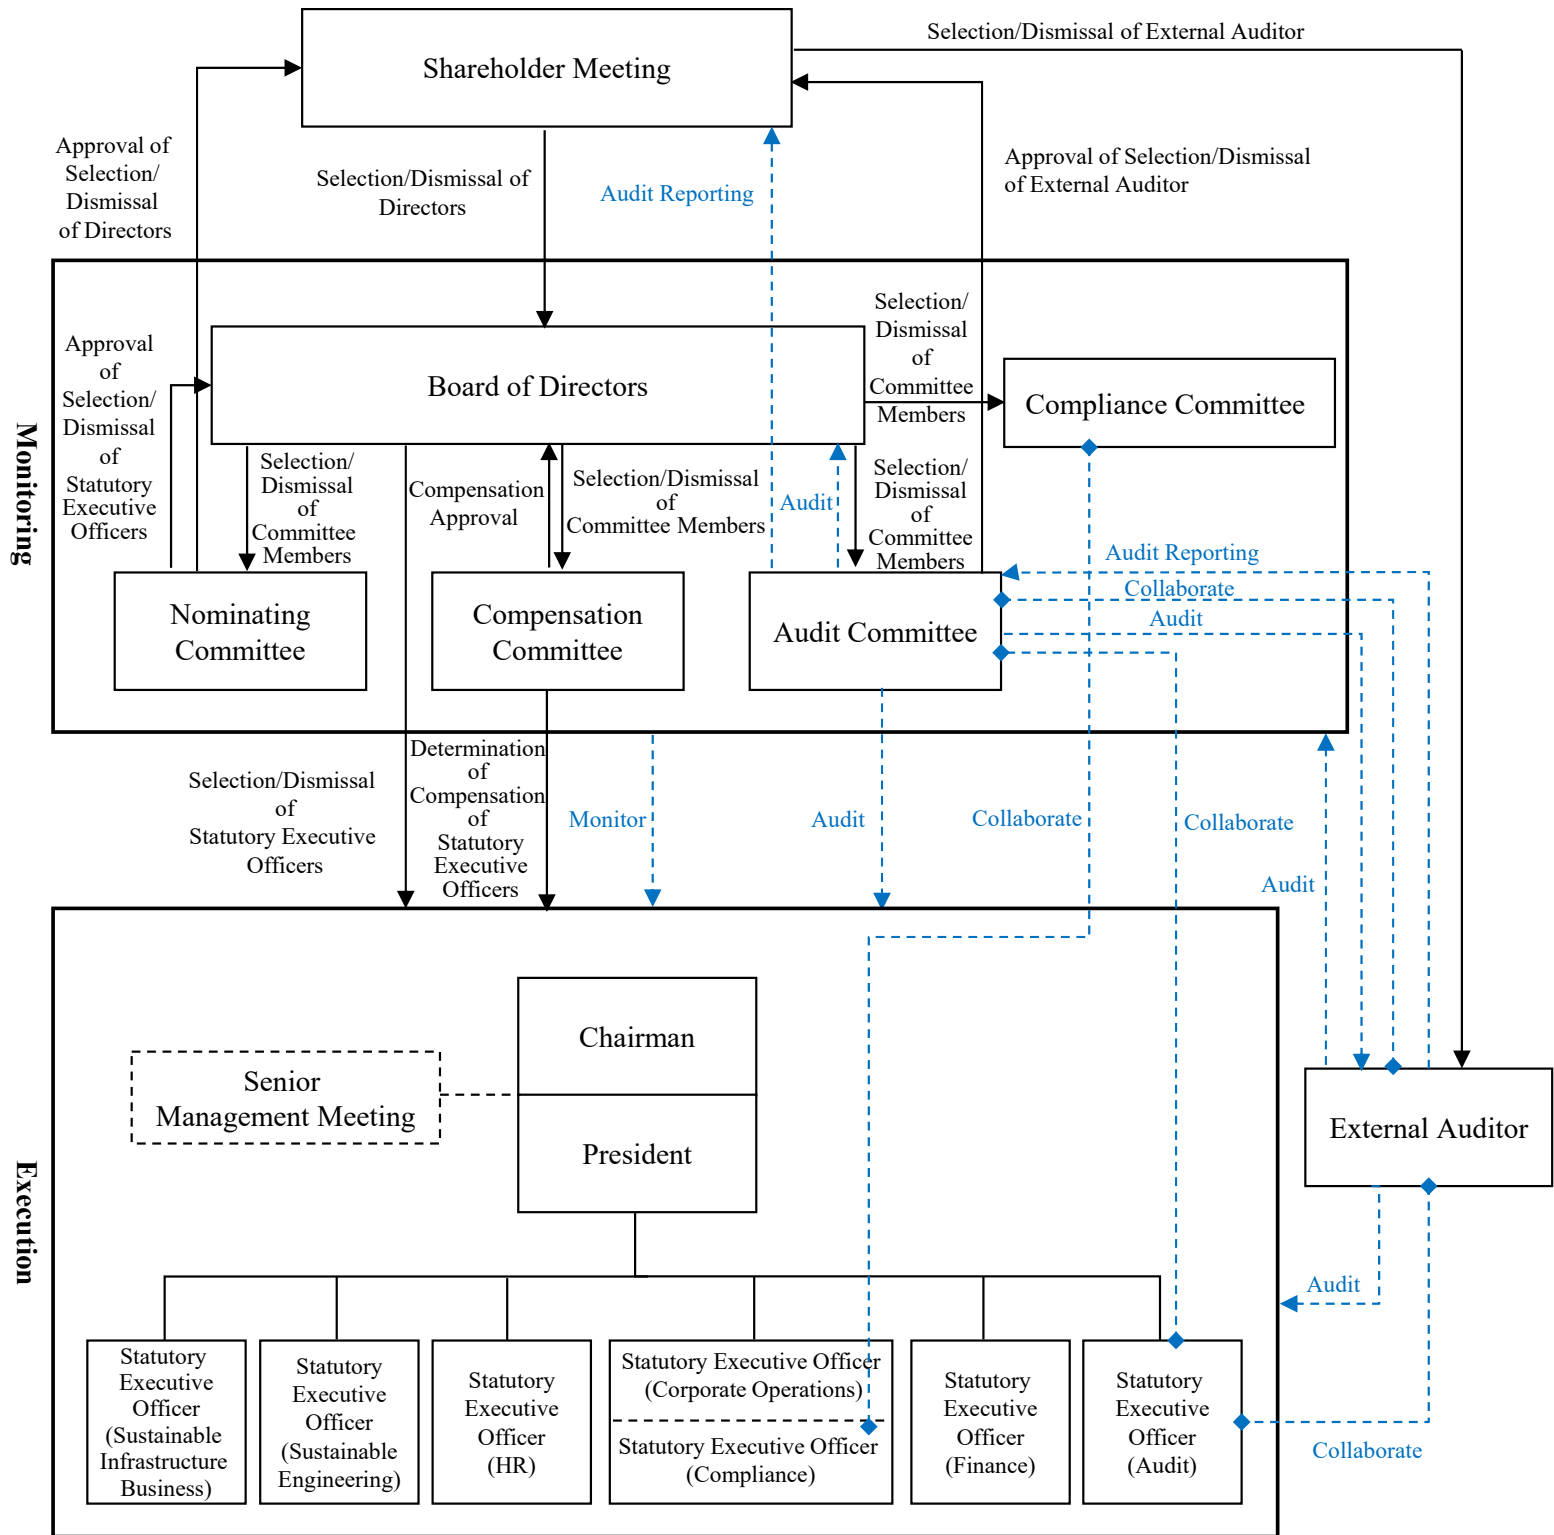 Selection/Dismissal of External Auditor
Shareholder Meeting
Approval of
Selection/
Dismissal
of Directors
Selection/Dismissal of
Directors
Audit Reporting
Approval of Selection/Dismissal
of External Auditor
Monitoring
Approval
of
Selection/
Dismissal
of
Statutory
Executive
Officers
Board of Directors
Selection/
Dismissal
of
Committee
Members
Compliance Committee
Selection/
Dismissal
of
Committee
Members
Compensation
Approval
Selection/Dismissal
of
Committee Members
Audit
Selection/
Dismissal
of
Committee
Members
Audit Reporting
Collaborate
Audit
Nominating
Committee
Compensation
Committee
Audit Committee
Selection/Dismissal
of
Statutory Executive
Officers
Determination
of
Compensation
of
Statutory
Executive
Officers
Monitor
Audit
Collaborate
Collaborate
Audit
Execution
Chairman
Senior
Management Meeting
President
External Auditor
Audit
Statutory
Executive
Officer
(Sustainable
Infrastructure
Business)
Statutory
Executive
Officer
(Sustainable
Engineering)
Statutory
Executive
Officer
(HR)
Statutory Executive Officer
(Corporate Operations)
Statutory Executive Officer
(Compliance)
Statutory
Executive
Officer
(Finance)
Statutory
Executive
Officer
(Audit)
Collaborate